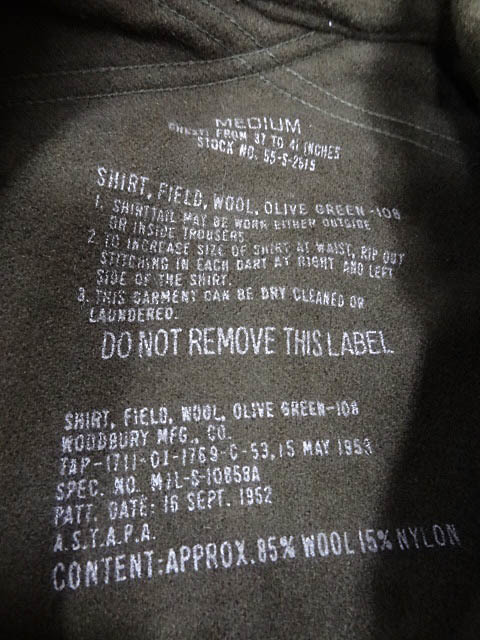 MEDIUM
CHEST: FROM 37 TO 41 INCHES
STOCK NO. 55-S-2515
SHIRT, FIELD, WOOL, OLIVE GREEN-108
1. SHIRTTAIL MAY BE WORN EITHER OUTSIDE
OR INSIDE TROUSERS
2. TO INCREASE SIZE OF SHIRT AT WAIST, RIP OUT
STITCHING IN EACH DART AT RIGHT AND LEFT
SIDE OF THE SHIRT.
3. THIS GARMENT CAN BE DRY CLEANED OR
LAUNDERED.
DO NOT REMOVE THIS LABEL
SHIRT, FIELD, WOOL, OLIVE GREEN-108
WOODBURY MFG., CO.
TAP-1711-OI-1769-C-53,15 MAY 1953
SPEC. NO. MIL-S-10858A
PATT. DATE: 16 SEPT. 1952
A.S.T.A.P.A.
CONTENT:APPROX.85% WOOL 15% NYLON